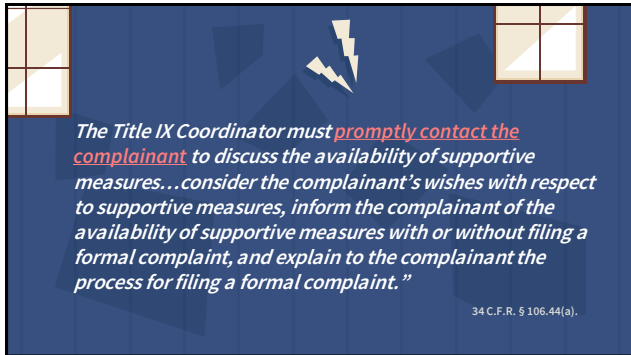 The Title IX Coordinator must promptly contact the
complainant to discuss the availability of supportive
measures…consider the complainant’s wishes with respect
to supportive measures, inform the complainant of the
availability of supportive measures with or without filing a
formal complaint, and explain to the complainant the
process for filing a formal complaint.”
34 C.F.R. § 106.44(a).